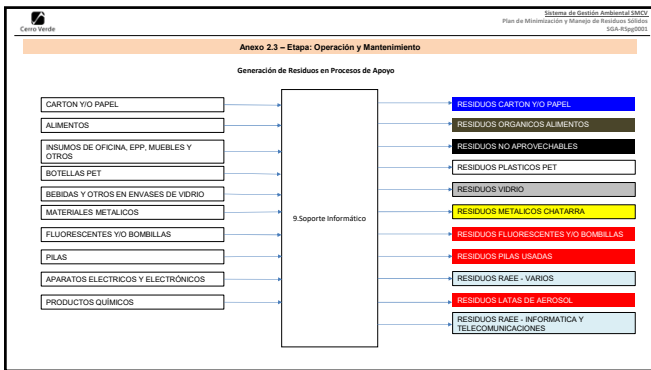 Cerro Verde
Sistema de Gestión Ambiental SMCV
Plan de Minimización y Manejo de Residuos Sólidos
SGA-RSpg0001
Anexo 2.3 – Etapa: Operación y Mantenimiento
Generación de Residuos en Procesos de Apoyo
CARTON Y/O PAPEL
ALIMENTOS
INSUMOS DE OFICINA, EPP, MUEBLES Y
OTROS
BOTELLAS PET
BEBIDAS Y OTROS EN ENVASES DE VIDRIO
MATERIALES METALICOS
FLUORESCENTES Y/O BOMBILLAS
PILAS
APARATOS ELECTRICOS Y ELECTRÓNICOS
PRODUCTOS QUÍMICOS
9.Soporte Informático
RESIDUOS CARTON Y/O PAPEL
RESIDUOS ORGANICOS ALIMENTOS
RESIDUOS NO APROVECHABLES
RESIDUOS PLASTICOS PET
RESIDUOS VIDRIO
RESIDUOS METALICOS CHATARRA
RESIDUOS FLUORESCENTES Y/O BOMBILLAS
RESIDUOS PILAS USADAS
RESIDUOS RAEE - VARIOS
RESIDUOS LATAS DE AEROSOL
RESIDUOS RAEE - INFORMATICA Y
TELECOMUNICACIONES